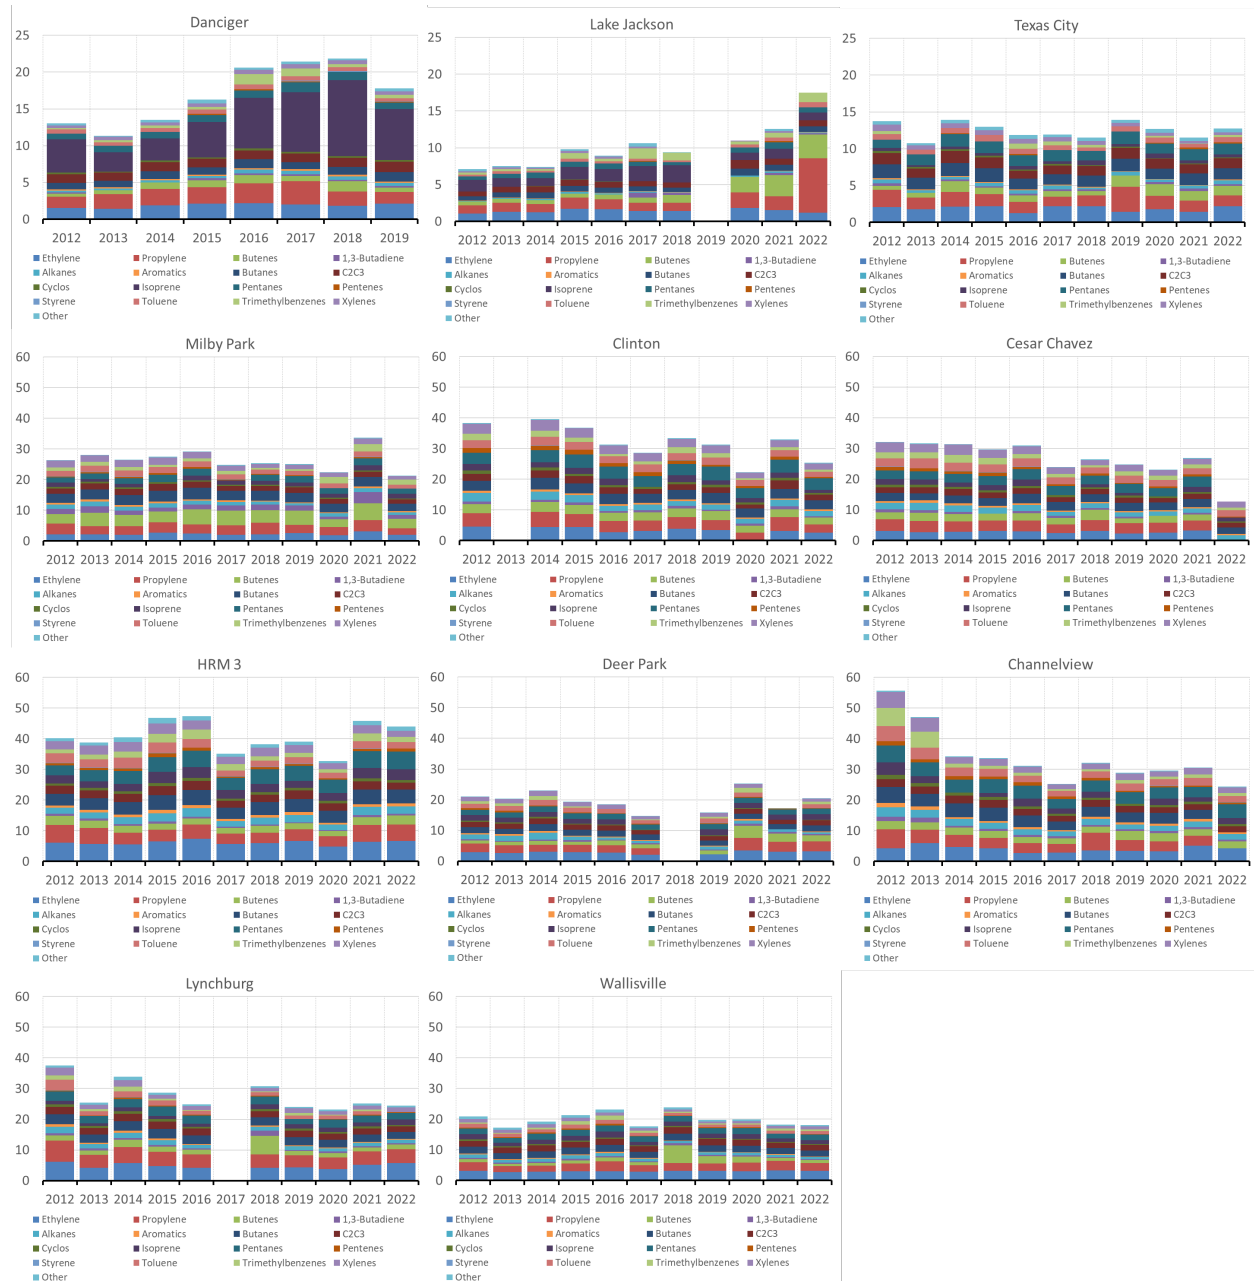 Danciger
25
20
15
10
5
0
2012 2013 2014 2015 2016 2017 2018 2019
Ethylene Propylene Butenes 1,3-Butadiene
Alkanes Aromatics Butanes C2C3
Cyclos Isoprene Pentanes Pentenes
Styrene Toluene Trimethylbenzenes Xylenes
Other
Lake Jackson
25
20
15
10
5
0
2012 2013 2014 2015 2016 2017 2018 2019 2020 2021 2022
Ethylene Propylene Butenes 1,3-Butadiene
Alkanes Aromatics Butanes C2C3
Cyclos Isoprene Pentanes Pentenes
Styrene Toluene Trimethylbenzenes Xylenes
Other
Texas City
25
20
15
10
5
0
2012 2013 2014 2015 2016 2017 2018 2019 2020 2021 2022
Ethylene Propylene Butenes 1,3-Butadiene
Alkanes Aromatics Butanes C2C3
Cyclos Isoprene Pentanes Pentenes
Styrene Toluene Trimethylbenzenes Xylenes
Other
Milby Park
60
50
40
30
20
10
0
2012 2013 2014 2015 2016 2017 2018 2019 2020 2021 2022
Ethylene Propylene Butenes 1,3-Butadiene
Alkanes Aromatics Butanes C2C3
Cyclos Isoprene Pentanes Pentenes
Styrene Toluene Trimethylbenzenes Xylenes
Other
Clinton
60
50
40
30
20
10
0
2012 2013 2014 2015 2016 2017 2018 2019 2020 2021 2022
Ethylene Propylene Butenes 1,3-Butadiene
Alkanes Aromatics Butanes C2C3
Cyclos Isoprene Pentanes Pentenes
Styrene Toluene Trimethylbenzenes Xylenes
Other
Cesar Chavez
60
50
40
30
20
10
0
2012 2013 2014 2015 2016 2017 2018 2019 2020 2021 2022
Ethylene Propylene Butenes 1,3-Butadiene
Alkanes Aromatics Butanes C2C3
Cyclos Isoprene Pentanes Pentenes
Styrene Toluene Trimethylbenzenes Xylenes
Other
HRM 3
60
50
40
30
20
10
0
2012 2013 2014 2015 2016 2017 2018 2019 2020 2021 2022
Ethylene Propylene Butenes 1,3-Butadiene
Alkanes Aromatics Butanes C2C3
Cyclos Isoprene Pentanes Pentenes
Styrene Toluene Trimethylbenzenes Xylenes
Other
Deer Park
60
50
40
30
20
10
0
2012 2013 2014 2015 2016 2017 2018 2019 2020 2021 2022
Ethylene Propylene Butenes 1,3-Butadiene
Alkanes Aromatics Butanes C2C3
Cyclos Isoprene Pentanes Pentenes
Styrene Toluene Trimethylbenzenes Xylenes
Other
Channelview
60
50
40
30
20
10
0
2012 2013 2014 2015 2016 2017 2018 2019 2020 2021 2022
Ethylene Propylene Butenes 1,3-Butadiene
Alkanes Aromatics Butanes C2C3
Cyclos Isoprene Pentanes Pentenes
Styrene Toluene Trimethylbenzenes Xylenes
Other
Lynchburg
60
50
40
30
20
10
0
2012 2013 2014 2015 2016 2017 2018 2019 2020 2021 2022
Ethylene Propylene Butenes 1,3-Butadiene
Alkanes Aromatics Butanes C2C3
Cyclos Isoprene Pentanes Pentenes
Styrene Toluene Trimethylbenzenes Xylenes
Other
Wallisville
60
50
40
30
20
10
0
2012 2013 2014 2015 2016 2017 2018 2019 2020 2021 2022
Ethylene Propylene Butenes 1,3-Butadiene
Alkanes Aromatics Butanes C2C3
Cyclos Isoprene Pentanes Pentenes
Styrene Toluene Trimethylbenzenes Xylenes
Other